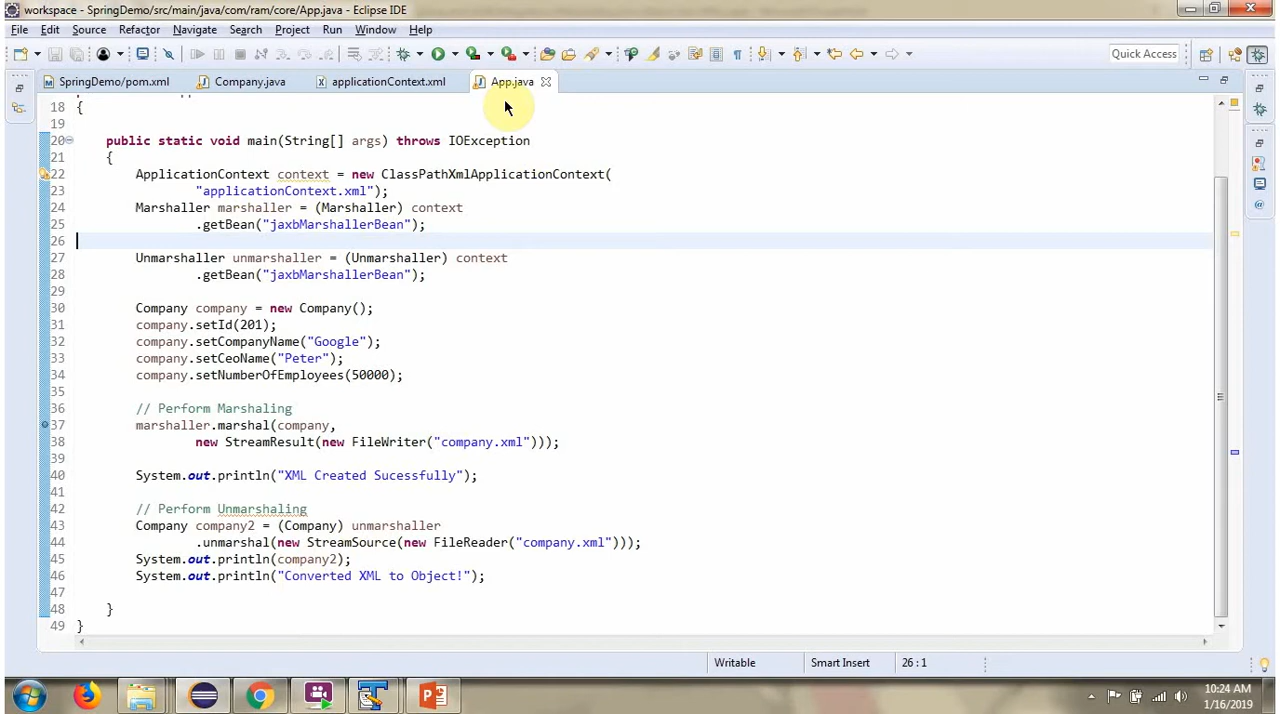 workspace - SpringDemo/src/main/java/com/ram/core/App.java - Eclipse IDE
File Edit Source Refactor Navigate Search Project Run Window Help
Quick Access
SpringDemo/pom.xml Company.java applicationContext.xml App.java
18 {
19
20 public static void main(String[] args) throws IOException
21 {
22 ApplicationContext context = new ClassPathXmlApplicationContext(
23 "applicationContext.xml");
24 Marshaller marshaller = (Marshaller) context
25 .getBean("jaxbMarshallerBean");
26
27 Unmarshaller unmarshaller = (Unmarshaller) context
28 .getBean("jaxbMarshallerBean");
29
30 Company company = new Company();
31 company.setId(201);
32 company.setCompanyName("Google");
33 company.setCeoName("Peter");
34 company.setNumberOfEmployees(50000);
35
36 // Perform Marshaling
37 marshaller.marshal(company,
38 new StreamResult(new FileWriter("company.xml")));
39
40 System.out.println("XML Created Sucessfully");
41
42 // Perform Unmarshaling
43 Company company2 = (Company) unmarshaller
44 .unmarshal(new StreamSource(new FileReader("company.xml")));
45 System.out.println(company2);
46 System.out.println("Converted XML to Object!");
47
48 }
49 }
Writable Smart Insert 26 : 1
10:24 AM
1/16/2019